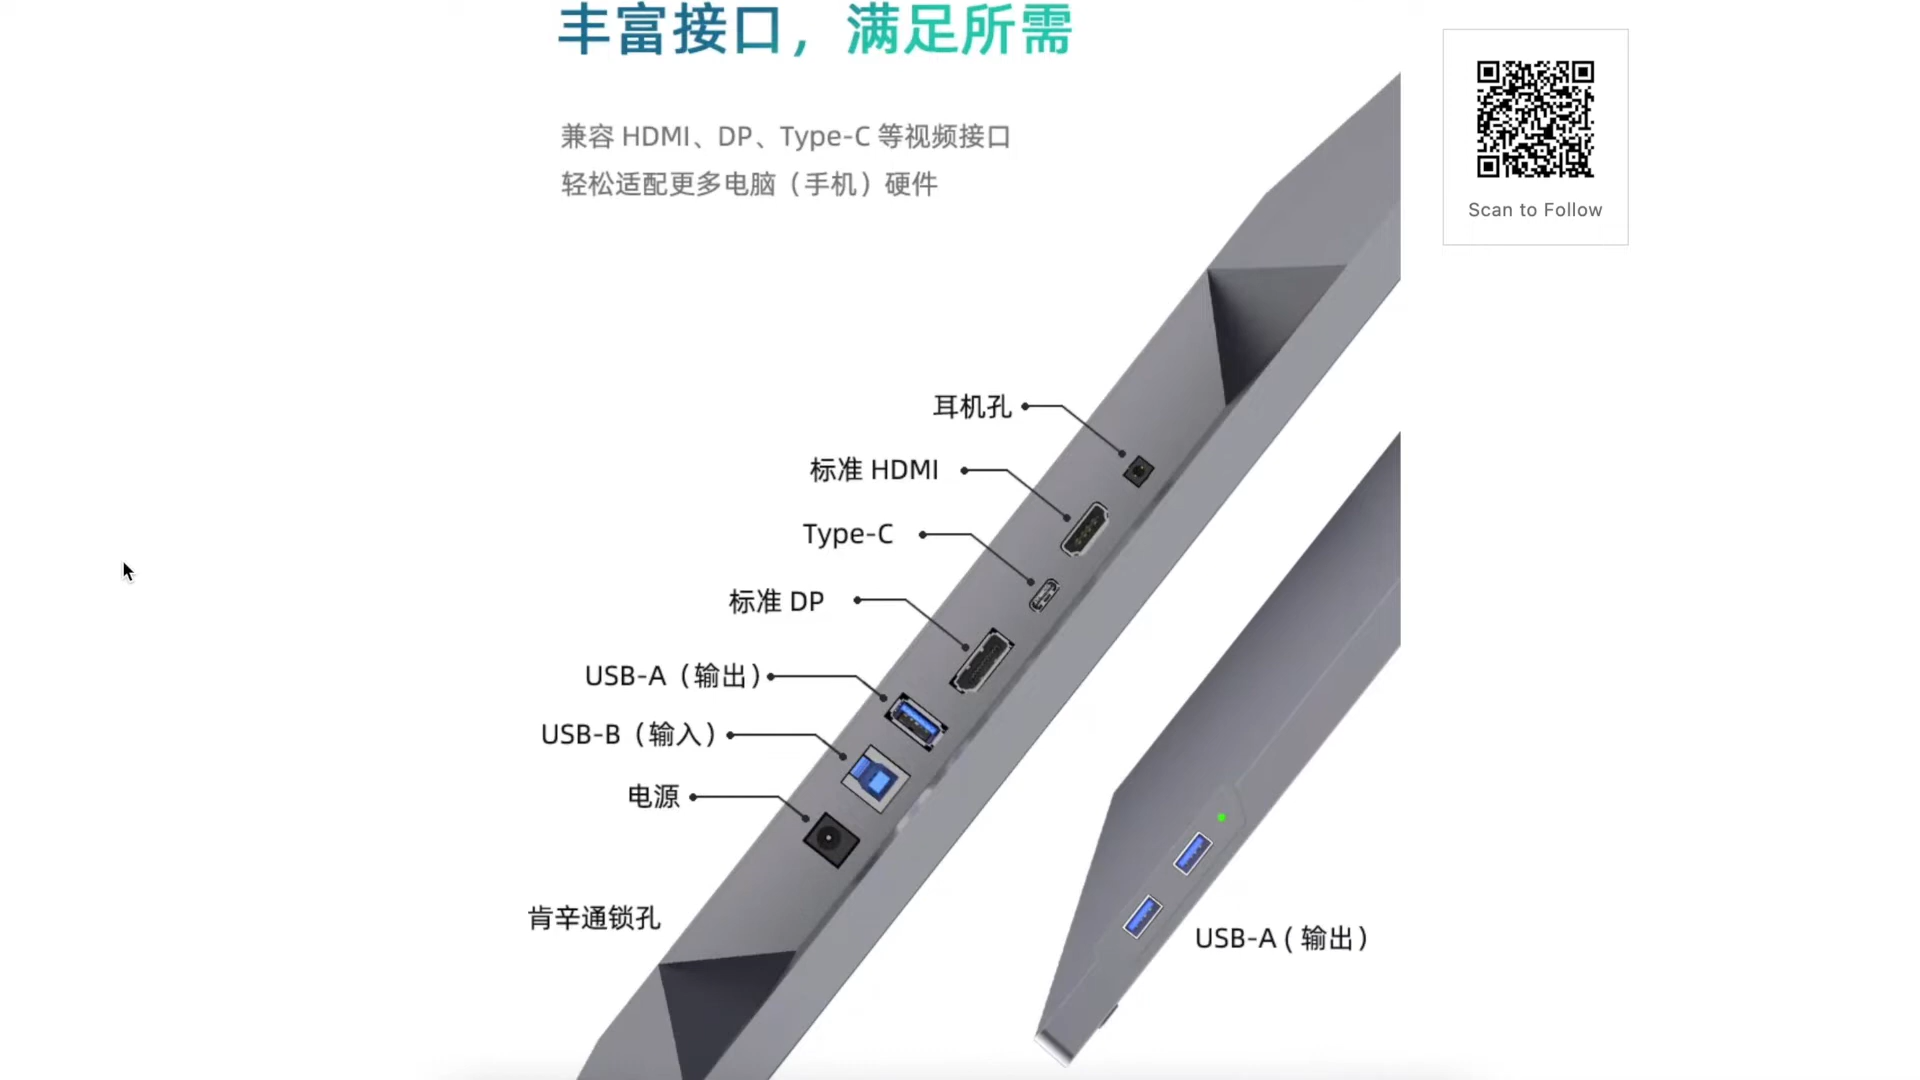 丰富接口，满足所需
兼容 HDMI、DP、Type-C 等视频接口
轻松适配更多电脑（手机）硬件
Scan to Follow
耳机孔
标准 HDMI
Type-C
标准 DP
USB-A（输出）
USB-B（输入）
电源
肯辛通锁孔
USB-A ( 输出）